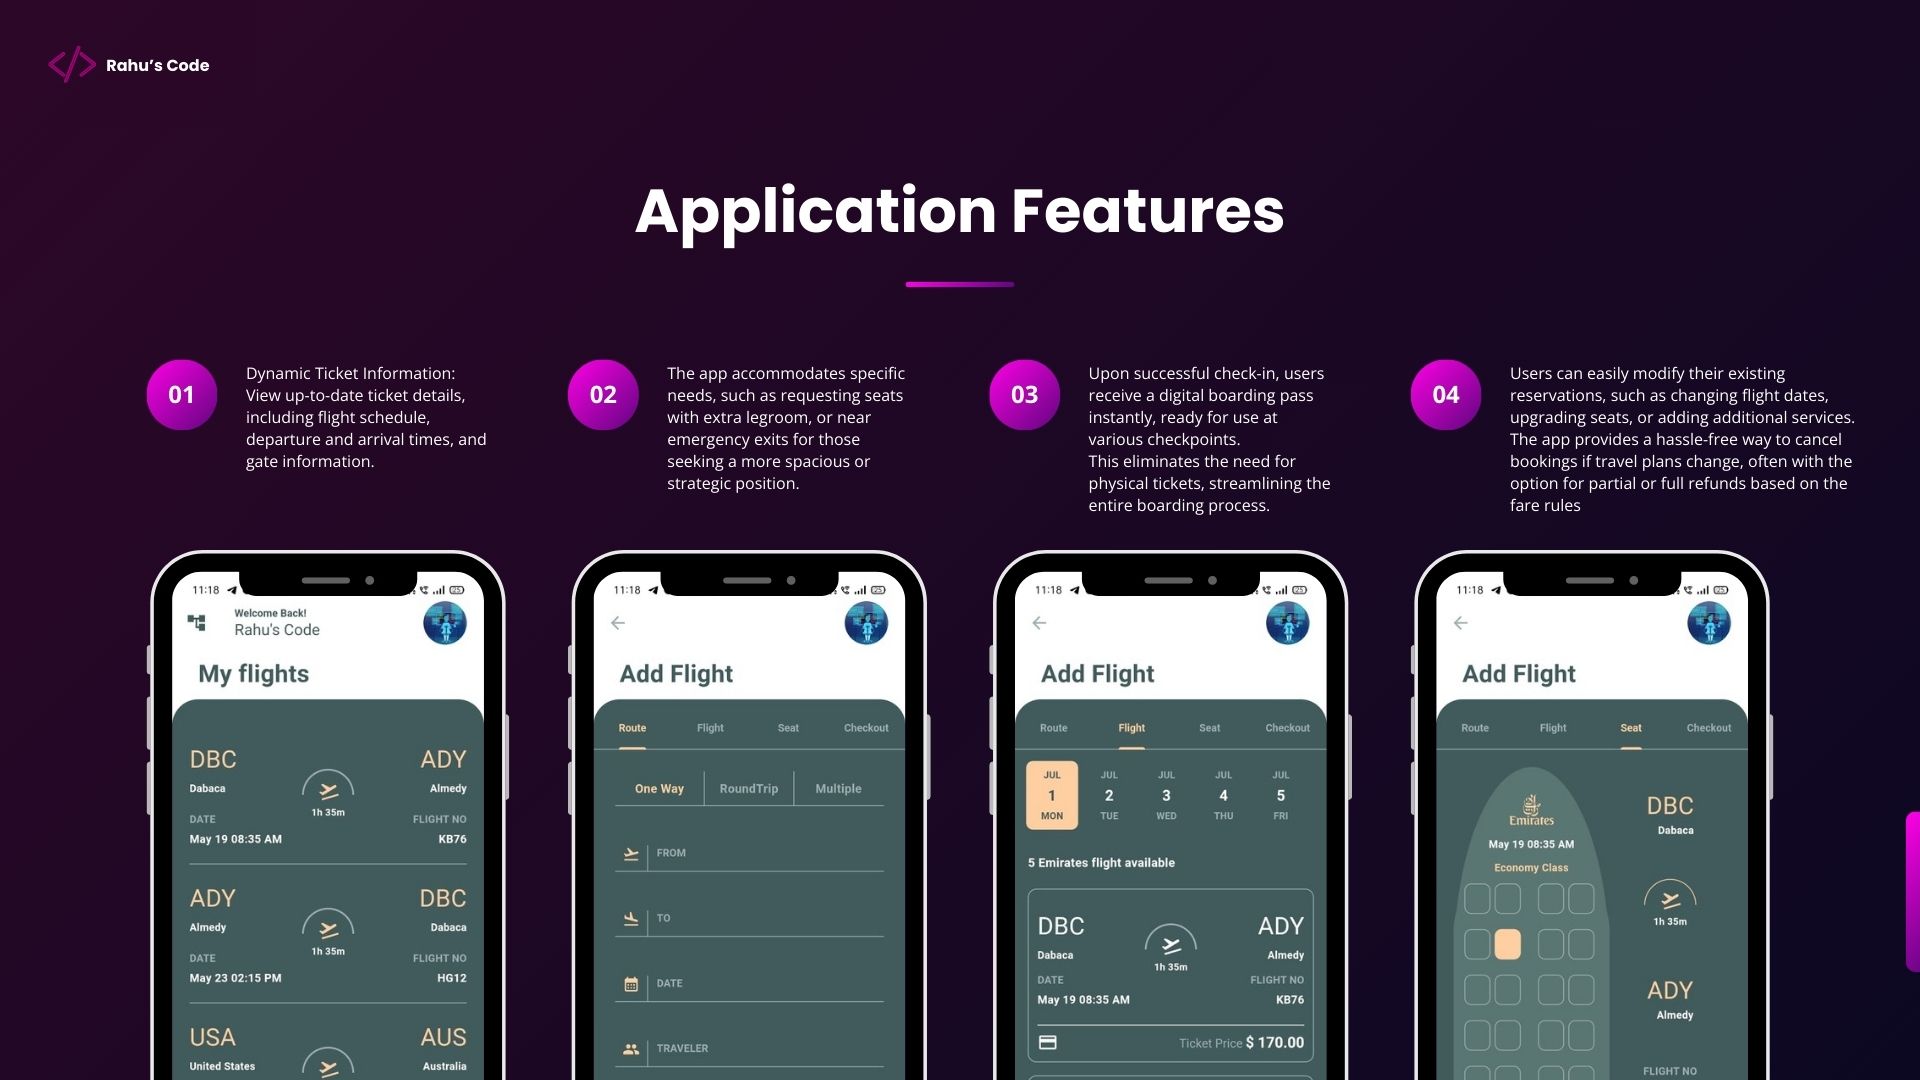 Rahu's Code
Application Features
01
Dynamic Ticket Information:
View up-to-date ticket details,
including flight schedule,
departure and arrival times, and
gate information.
02
The app accommodates specific
needs, such as requesting seats
with extra legroom, or near
emergency exits for those
seeking a more spacious or
strategic position.
03
Upon successful check-in, users
receive a digital boarding pass
instantly, ready for use at
various checkpoints.
This eliminates the need for
physical tickets, streamlining the
entire boarding process.
04
Users can easily modify their existing
reservations, such as changing flight dates,
upgrading seats, or adding additional services.
The app provides a hassle-free way to cancel
bookings if travel plans change, often with the
option for partial or full refunds based on the
fare rules
11:18
25
Welcome Back!
Rahu's Code
My flights
DBC ADY
Dabaca Almedy
1h 35m
DATE FLIGHT NO
May 19 08:35 AM KB76
ADY DBC
Almedy Dabaca
1h 35m
DATE FLIGHT NO
May 23 02:15 PM HG12
USA AUS
United States Australia
11:18
25
Add Flight
Route Flight Seat Checkout
One Way RoundTrip Multiple
FROM
TO
DATE
TRAVELER
11:18
25
Add Flight
Route Flight Seat Checkout
JUL JUL JUL JUL JUL
1 2 3 4 5
MON TUE WED THU FRI
5 Emirates flight available
DBC ADY
Dabaca Almedy
1h 35m
DATE FLIGHT NO
May 19 08:35 AM KB76
Ticket Price $ 170.00
11:18
25
Add Flight
Route Flight Seat Checkout
Emirates
May 19 08:35 AM
Economy Class
DBC
Dabaca
1h 35m
ADY
Almedy
FLIGHT NO